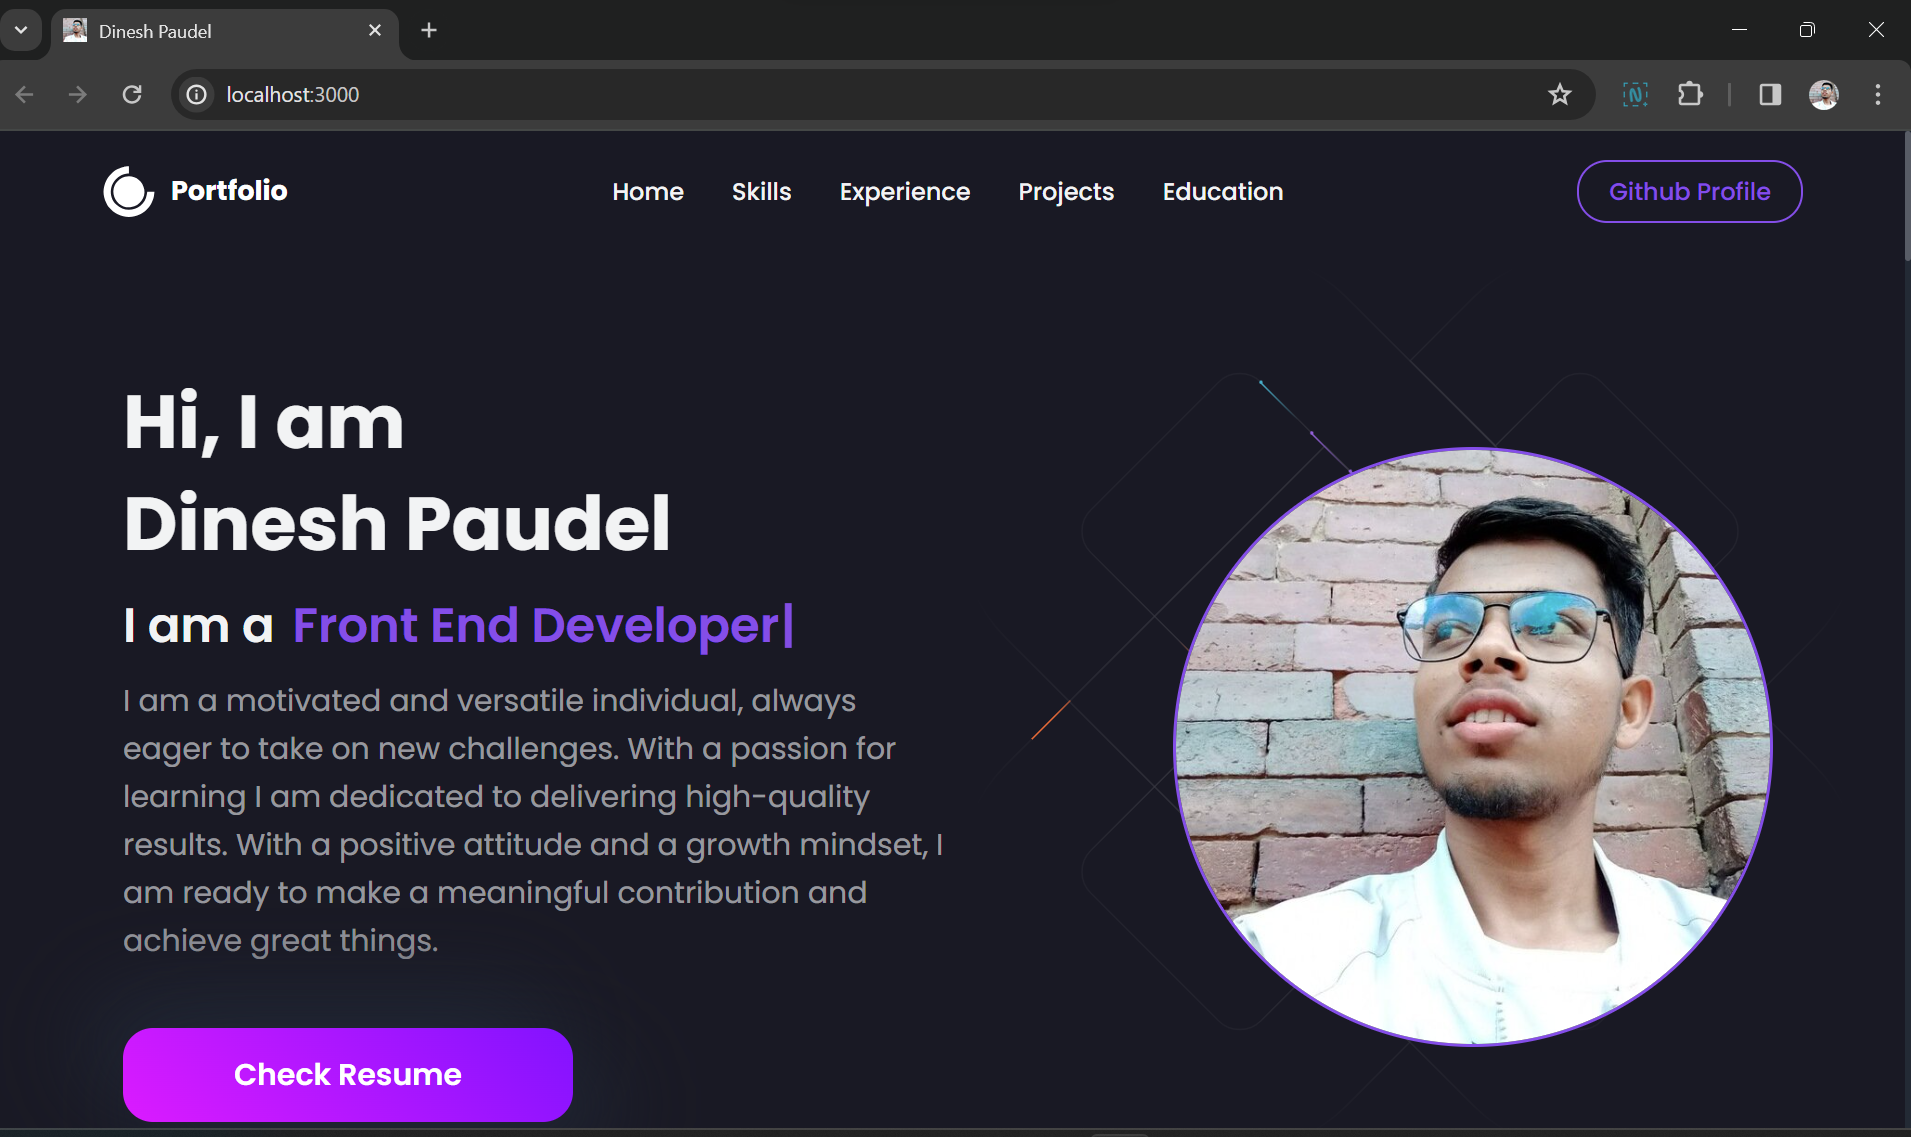 Dinesh Paudel
localhost:3000
Portfolio
Home
Skills
Experience
Projects
Education
Github Profile
Hi, I am
Dinesh Paudel
I am a Front End Developer|
I am a motivated and versatile individual, always
eager to take on new challenges. With a passion for
learning I am dedicated to delivering high-quality
results. With a positive attitude and a growth mindset, I
am ready to make a meaningful contribution and
achieve great things.
Check Resume